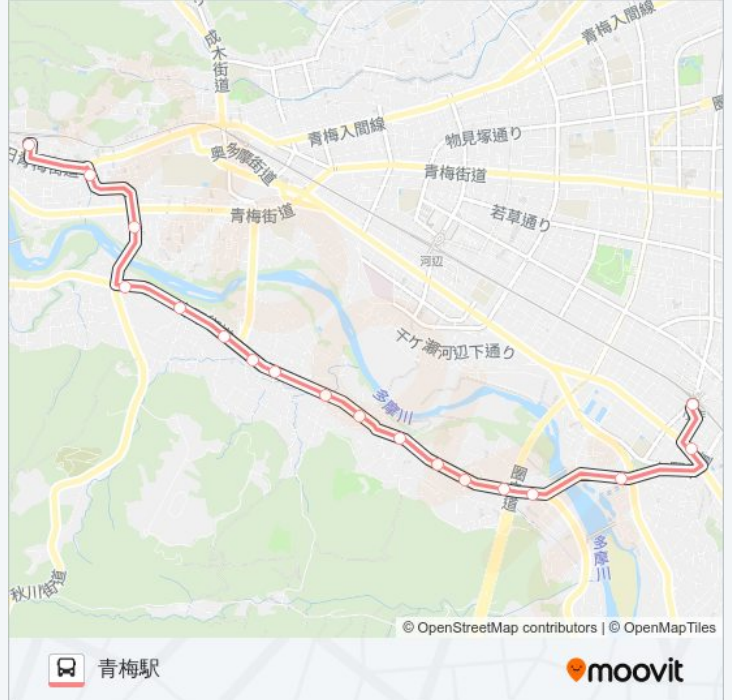 青梅入間線
成木街道
青梅入間線
物見塚通り
奥多摩街道
青梅街道
若草通り
青梅街道
河辺
千ケ瀬河辺下通り
多摩川
多摩川
秋川街道
© OpenStreetMap contributors | © OpenMapTiles
青梅駅
moovit